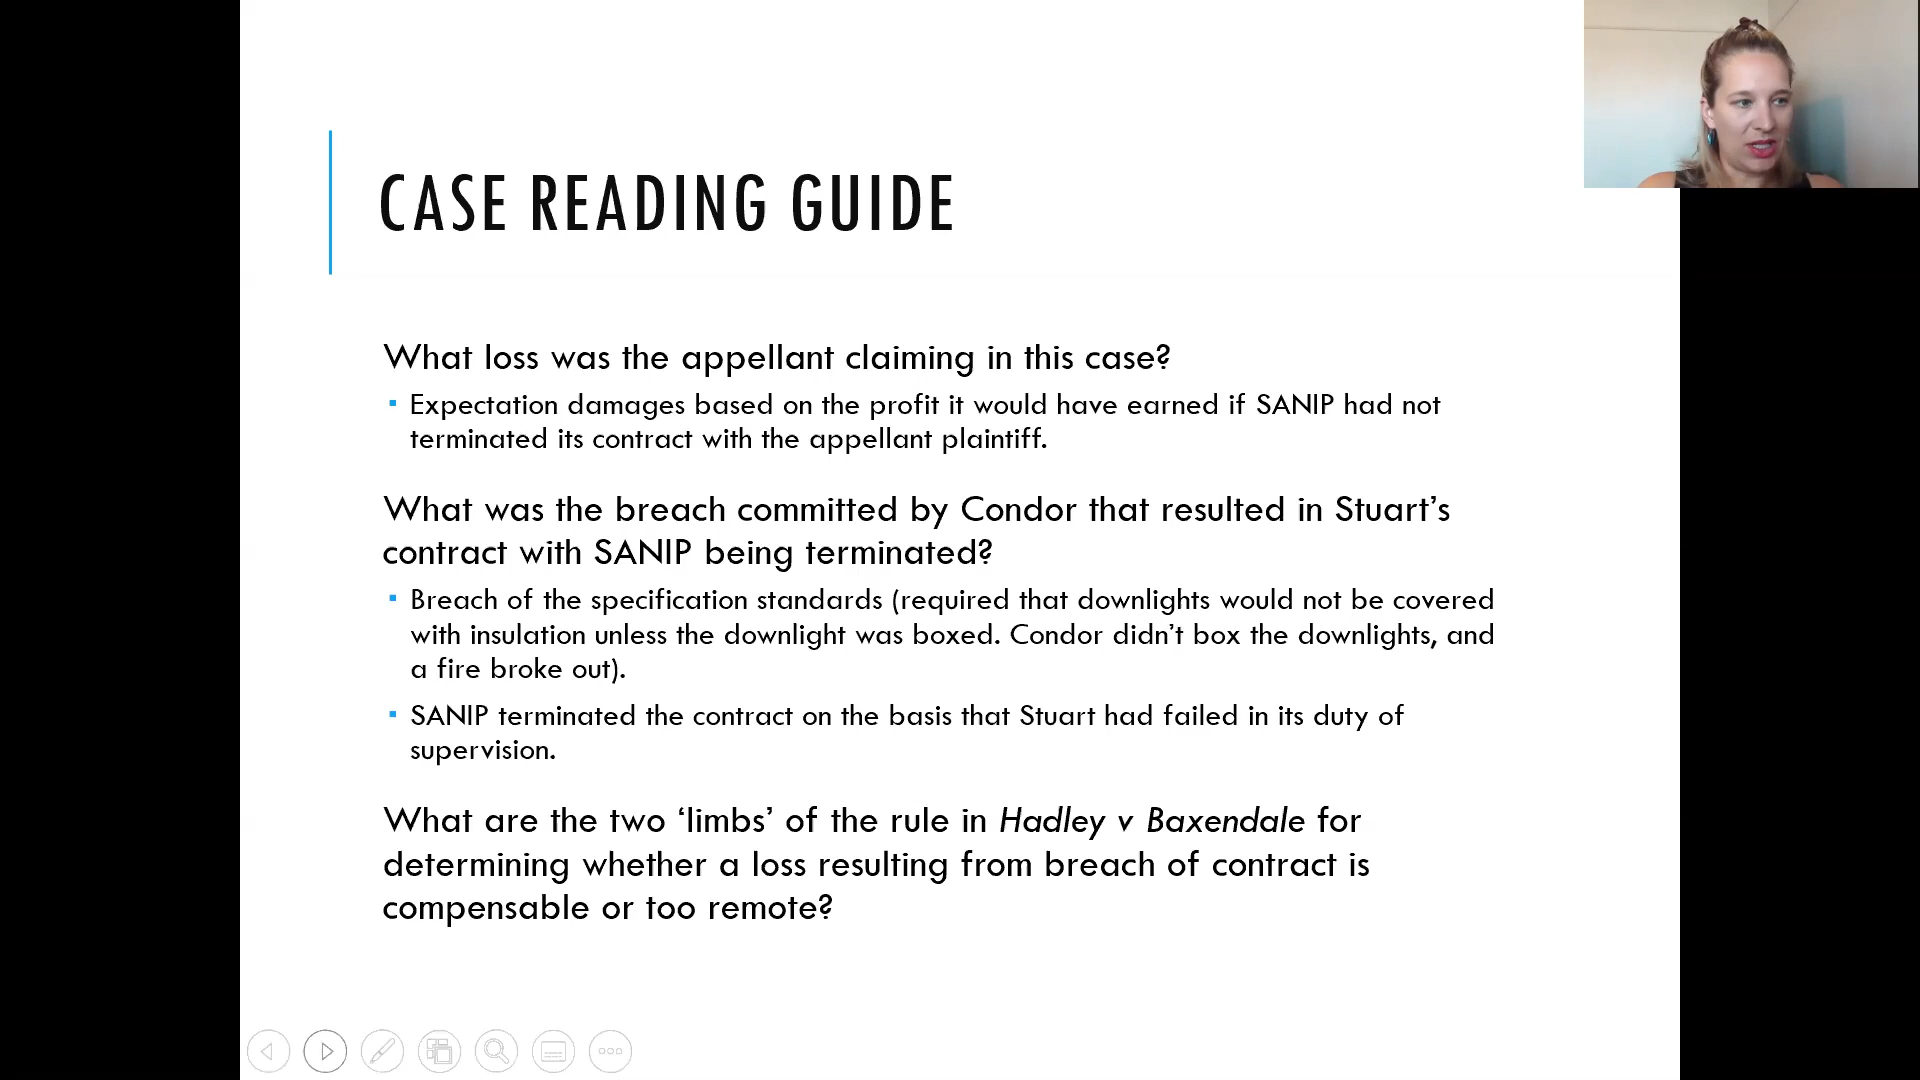 CASE READING GUIDE
What loss was the appellant claiming in this case?
▪ Expectation damages based on the profit it would have earned if SANIP had not
terminated its contract with the appellant plaintiff.
What was the breach committed by Condor that resulted in Stuart’s
contract with SANIP being terminated?
▪ Breach of the specification standards (required that downlights would not be covered
with insulation unless the downlight was boxed. Condor didn’t box the downlights, and
a fire broke out).
▪ SANIP terminated the contract on the basis that Stuart had failed in its duty of
supervision.
What are the two ‘limbs’ of the rule in Hadley v Baxendale for
determining whether a loss resulting from breach of contract is
compensable or too remote?